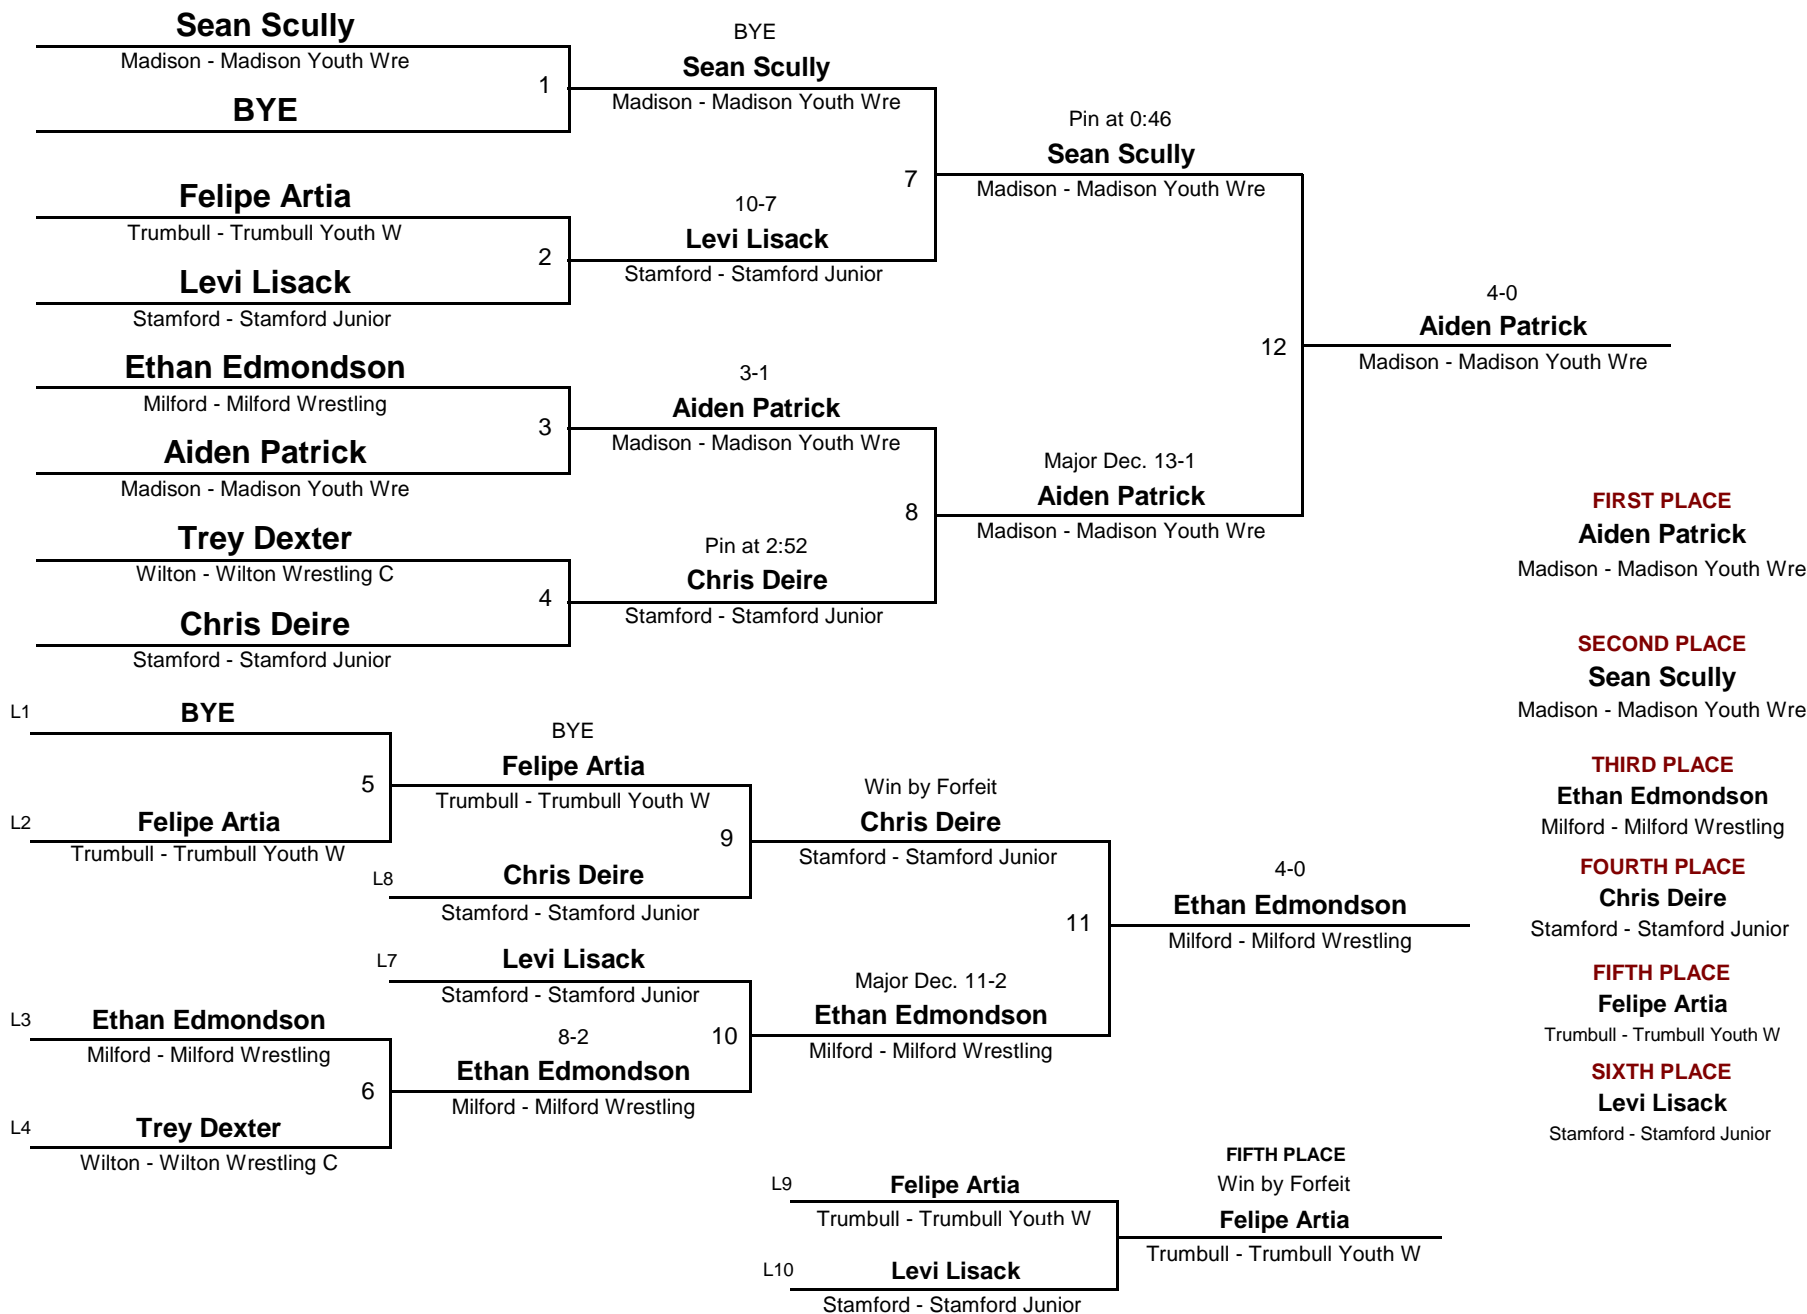 Sean Scully
Madison - Madison Youth Wre
1
BYE
Felipe Artia
Trumbull - Trumbull Youth W
2
Levi Lisack
Stamford - Stamford Junior
Ethan Edmondson
Milford - Milford Wrestling
3
Aiden Patrick
Madison - Madison Youth Wre
Trey Dexter
Wilton - Wilton Wrestling C
4
Chris Deire
Stamford - Stamford Junior
BYE
Sean Scully
Madison - Madison Youth Wre
7
10-7
Levi Lisack
Stamford - Stamford Junior
3-1
Aiden Patrick
Madison - Madison Youth Wre
8
Pin at 2:52
Chris Deire
Stamford - Stamford Junior
Pin at 0:46
Sean Scully
Madison - Madison Youth Wre
12
Major Dec. 13-1
Aiden Patrick
Madison - Madison Youth Wre
4-0
Aiden Patrick
Madison - Madison Youth Wre
L1
BYE
5
L2
Felipe Artia
Trumbull - Trumbull Youth W
L3
Ethan Edmondson
Milford - Milford Wrestling
6
L4
Trey Dexter
Wilton - Wilton Wrestling C
BYE
Felipe Artia
Trumbull - Trumbull Youth W
9
L8
Chris Deire
Stamford - Stamford Junior
L7
Levi Lisack
Stamford - Stamford Junior
10
8-2
Ethan Edmondson
Milford - Milford Wrestling
Win by Forfeit
Chris Deire
Stamford - Stamford Junior
11
Major Dec. 11-2
Ethan Edmondson
Milford - Milford Wrestling
4-0
Ethan Edmondson
Milford - Milford Wrestling
L9
Felipe Artia
Trumbull - Trumbull Youth W
L10
Levi Lisack
Stamford - Stamford Junior
FIFTH PLACE
Win by Forfeit
Felipe Artia
Trumbull - Trumbull Youth W
FIRST PLACE
Aiden Patrick
Madison - Madison Youth Wre
SECOND PLACE
Sean Scully
Madison - Madison Youth Wre
THIRD PLACE
Ethan Edmondson
Milford - Milford Wrestling
FOURTH PLACE
Chris Deire
Stamford - Stamford Junior
FIFTH PLACE
Felipe Artia
Trumbull - Trumbull Youth W
SIXTH PLACE
Levi Lisack
Stamford - Stamford Junior